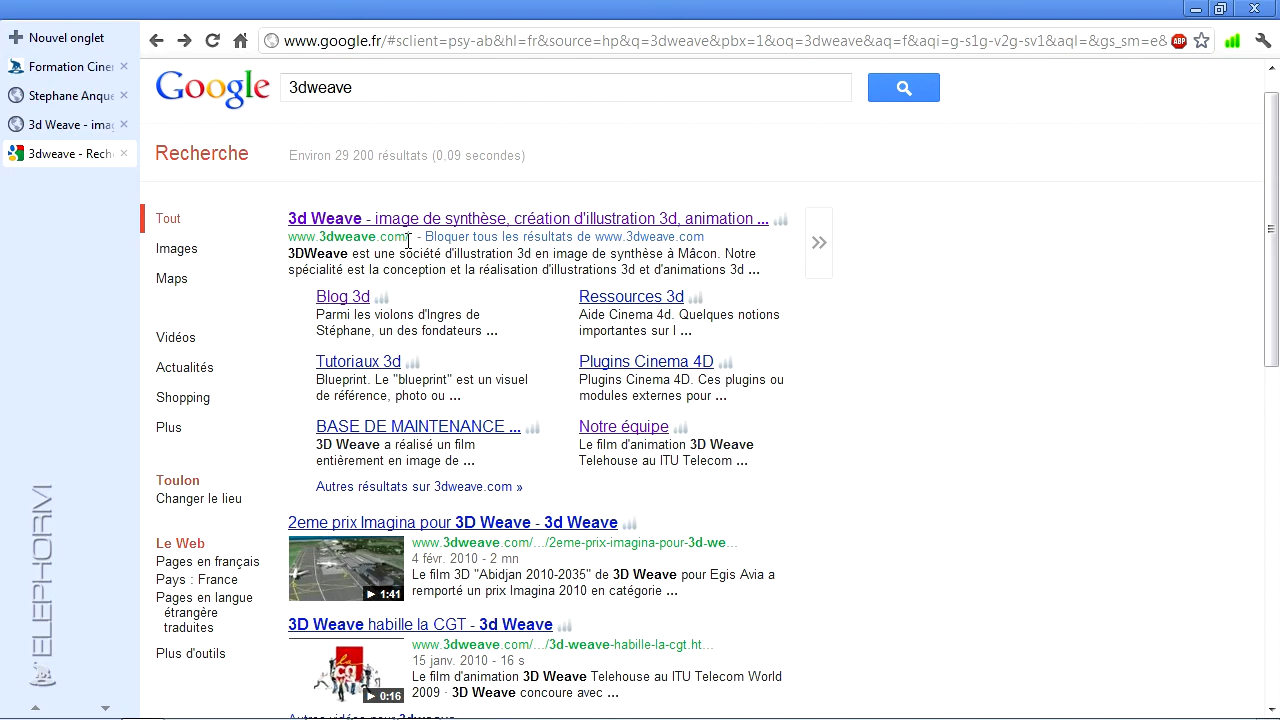 Nouvel onglet
Formation Ciner
Stephane Anque
3d Weave - imag
3dweave - Rech
www.google.fr/#sclient=psy-ab&hl=fr&source=hp&q=3dweave&pbx=1&oq=3dweave&aq=f&aqi=g-s1g-v2g-sv1&aql=&gs_sm=e&
ABP
Google
3dweave
Recherche
Environ 29 200 résultats (0,09 secondes)
Tout
Images
Maps
Vidéos
Actualités
Shopping
Plus
Toulon
Changer le lieu
Le Web
Pages en français
Pays : France
Pages en langue
étrangère
traduites
Plus d'outils
3d Weave - image de synthèse, création d'illustration 3d, animation ...
www.3dweave.com/ - Bloquer tous les résultats de www.3dweave.com
3DWeave est une société d'illustration 3d en image de synthèse à Mâcon. Notre
spécialité est la conception et la réalisation d'illustrations 3d et d'animations 3d ...
Blog 3d
Parmi les violons d'Ingres de
Stéphane, un des fondateurs ...
Ressources 3d
Aide Cinema 4d. Quelques notions
importantes sur l ...
Tutoriaux 3d
Blueprint. Le "blueprint" est un visuel
de référence, photo ou ...
Plugins Cinema 4D
Plugins Cinema 4D. Ces plugins ou
modules externes pour ...
BASE DE MAINTENANCE ...
3D Weave a réalisé un film
entièrement en image de ...
Notre équipe
Le film d'animation 3D Weave
Telehouse au ITU Telecom ...
Autres résultats sur 3dweave.com »
2eme prix Imagina pour 3D Weave - 3d Weave
1:41
www.3dweave.com/.../2eme-prix-imagina-pour-3d-we...
4 févr. 2010 - 2 mn
Le film 3D "Abidjan 2010-2035" de 3D Weave pour Egis Avia a
remporté un prix Imagina 2010 en catégorie ...
3D Weave habille la CGT - 3d Weave
la cgt
0:16
www.3dweave.com/.../3d-weave-habille-la-cgt.ht...
15 janv. 2010 - 16 s
Le film d'animation 3D Weave Telehouse au ITU Telecom World
2009 · 3D Weave concoure avec ...
Autres vidéos pour 3dweave
ELEPHORM